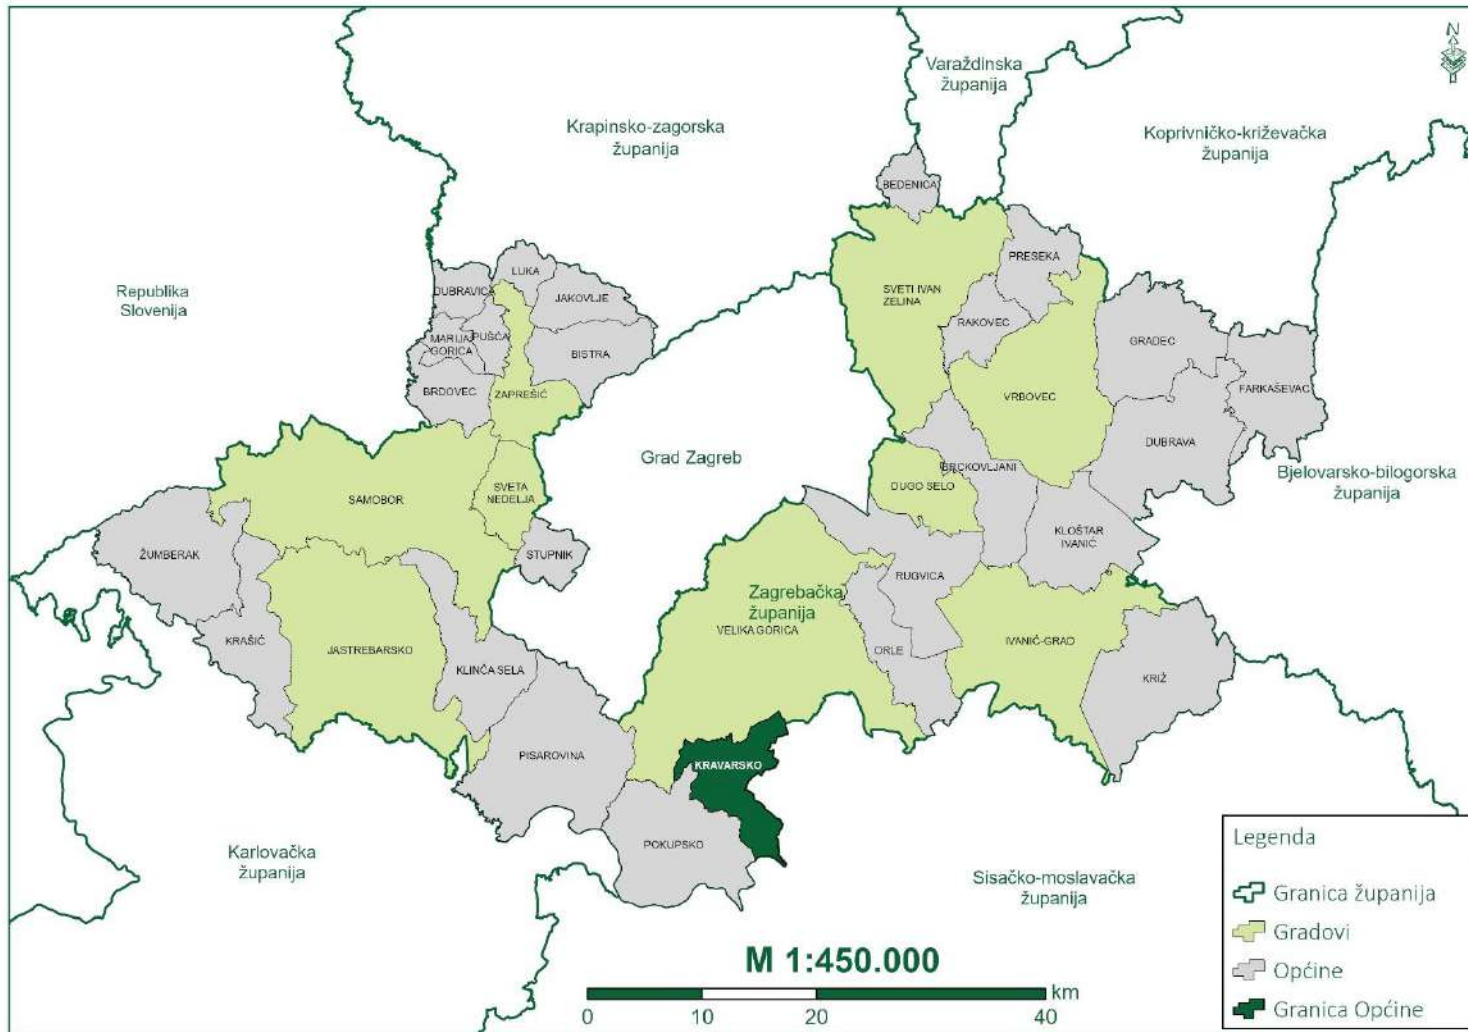 N
Varaždinska
županija
Krapinsko-zagorska
županija
Koprivničko-križevačka
županija
BEDENICA
PRESEKA
LUKA
DUBRAVICA
JAKOVLJE
SVETI IVAN
ZELINA
Republika
Slovenija
RAKOVEC
MARIJA
GORICA
PUŠĆA
BISTRA
GRADEC
BRDOVEC
ZAPREŠIĆ
VRBOVEC
FARKAŠEVAC
DUBRAVA
Grad Zagreb
BRCKOVLJANI
Bjelovarsko-bilogorska
županija
SAMOBOR
SVETA
NEDELJA
DUGO SELO
KLOŠTAR
IVANIĆ
ŽUMBERAK
STUPNIK
RUGVICA
Zagrebačka
županija
VELIKA GORICA
KRAŠIĆ
JASTREBARSKO
KLINČA SELA
ORLE
IVANIĆ-GRAD
KRIŽ
PISAROVINA
KRAVARSKO
POKUPSKO
Karlovačka
županija
Sisačko-moslavačka
županija
Legenda
Granica županija
Gradovi
Općine
Granica Općine
M 1:450.000
km
0 10 20 40